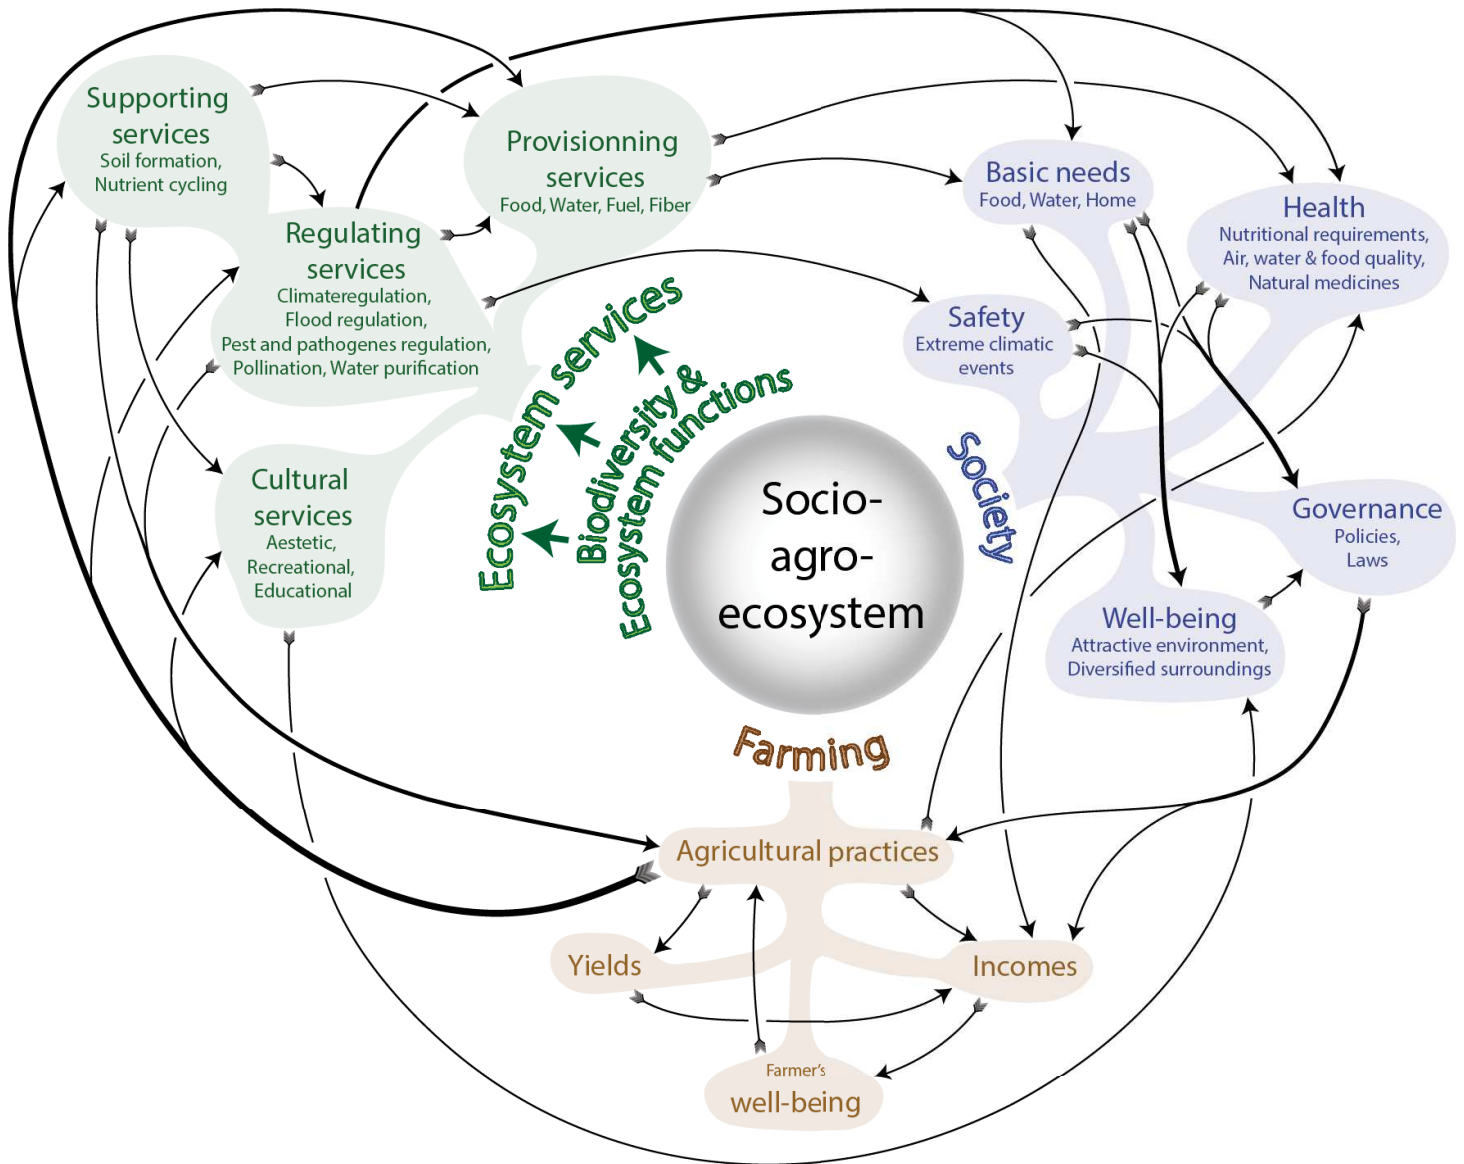 Supporting
services
Soil formation,
Nutrient cycling
Provisionning
services
Food, Water, Fuel, Fiber
Regulating
services
Climateregulation,
Flood regulation,
Pest and pathogenes regulation,
Pollination, Water purification
Cultural
services
Aestetic,
Recreational,
Educational
Ecosystem services
Biodiversity &
Ecosystem functions
Socio-
agro-
ecosystem
Society
Basic needs
Food, Water, Home
Health
Nutritional requirements,
Air, water & food quality,
Natural medicines
Safety
Extreme climatic
events
Governance
Policies,
Laws
Well-being
Attractive environment,
Diversified surroundings
Farming
Agricultural practices
Yields
Incomes
Farmer's
well-being